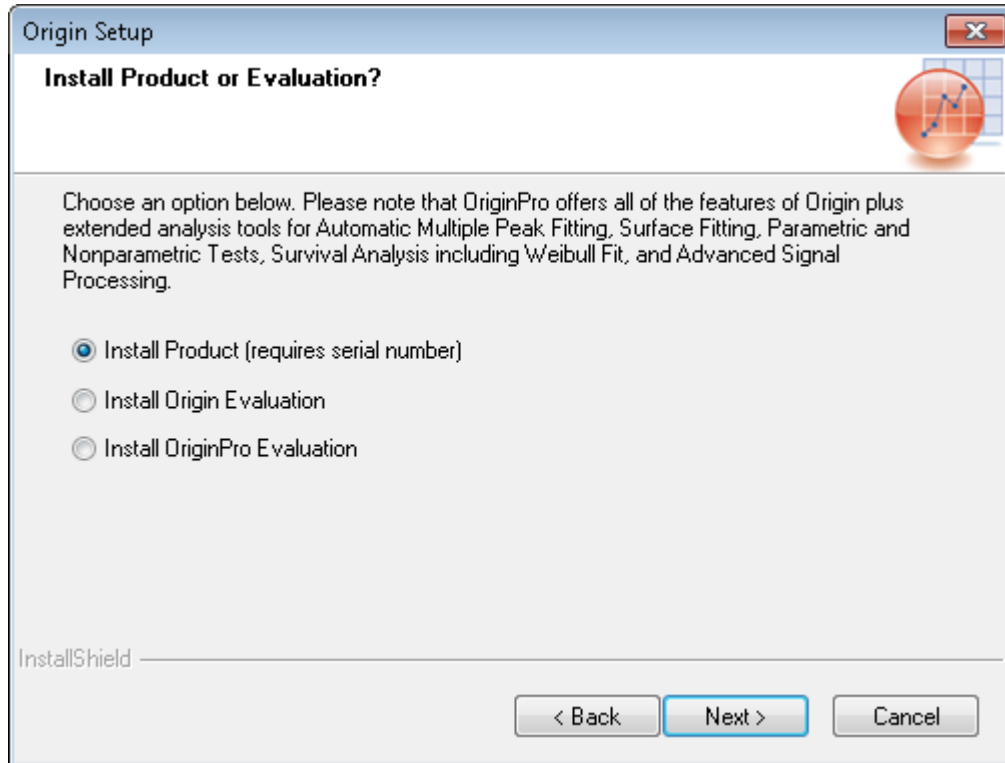 Origin Setup
Install Product or Evaluation?
Choose an option below. Please note that OriginPro offers all of the features of Origin plus
extended analysis tools for Automatic Multiple Peak Fitting, Surface Fitting, Parametric and
Nonparametric Tests, Survival Analysis including Weibull Fit, and Advanced Signal
Processing.
Install Product (requires serial number)
Install Origin Evaluation
Install OriginPro Evaluation
InstallShield
< Back Next > Cancel